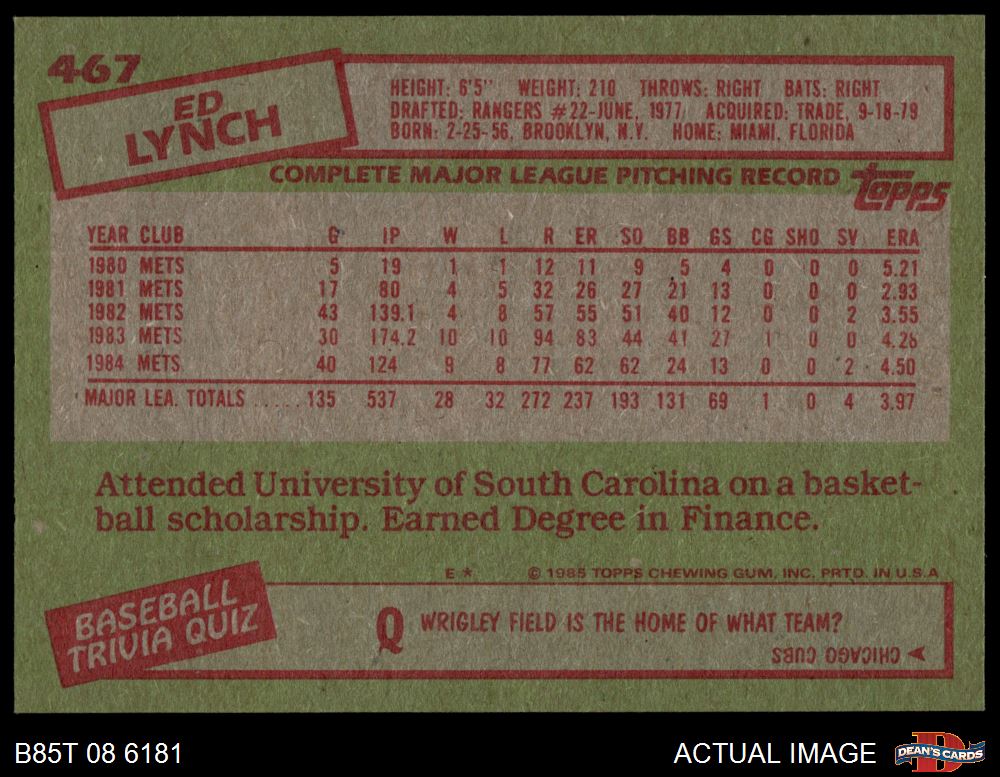 467
ED
LYNCH
HEIGHT: 6'5" WEIGHT: 210 THROWS: RIGHT BATS: RIGHT
DRAFTED: RANGERS #22-JUNE, 1977 ACQUIRED: TRADE, 9-18-79
BORN: 2-25-56, BROOKLYN, N.Y. HOME: MIAMI, FLORIDA
COMPLETE MAJOR LEAGUE PITCHING RECORD topps
YEAR CLUB G IP W L R ER SO BB GS CG SHO SV ERA
1980 METS 5 19 1 1 12 11 9 5 4 0 0 0 5.21
1981 METS 17 80 4 5 32 26 27 21 13 0 0 0 2.93
1982 METS 43 139.1 4 8 57 55 51 40 12 0 0 2 3.55
1983 METS 30 174.2 10 10 94 83 44 41 27 1 0 0 4.28
1984 METS 40 124 9 8 77 62 62 24 13 0 0 2 4.50
MAJOR LEA. TOTALS ..... 135 537 28 32 272 237 193 131 69 1 0 4 3.97
Attended University of South Carolina on a basket-
ball scholarship. Earned Degree in Finance.
E * © 1985 TOPPS CHEWING GUM, INC. PRTD. IN U.S.A
BASEBALL
TRIVIA QUIZ
Q WRIGLEY FIELD IS THE HOME OF WHAT TEAM?
CHICAGO CUBS
B85T 08 6181 ACTUAL IMAGE DEAN'S CARDS